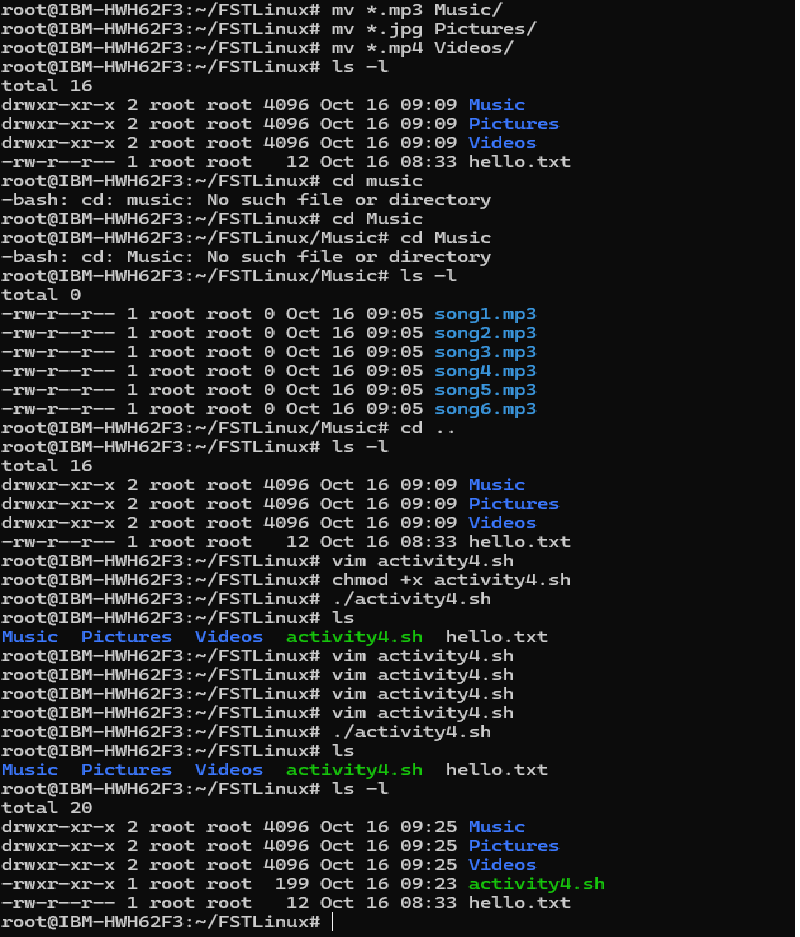 root@IBM-HWH62F3:~/FSTLinux# mv *.mp3 Music/
root@IBM-HWH62F3:~/FSTLinux# mv *.jpg Pictures/
root@IBM-HWH62F3:~/FSTLinux# mv *.mp4 Videos/
root@IBM-HWH62F3:~/FSTLinux# ls -l
total 16
drwxr-xr-x 2 root root 4096 Oct 16 09:09 Music
drwxr-xr-x 2 root root 4096 Oct 16 09:09 Pictures
drwxr-xr-x 2 root root 4096 Oct 16 09:09 Videos
-rw-r--r-- 1 root root   12 Oct 16 08:33 hello.txt
root@IBM-HWH62F3:~/FSTLinux# cd music
-bash: cd: music: No such file or directory
root@IBM-HWH62F3:~/FSTLinux# cd Music
root@IBM-HWH62F3:~/FSTLinux/Music# cd Music
-bash: cd: Music: No such file or directory
root@IBM-HWH62F3:~/FSTLinux/Music# ls -l
total 0
-rw-r--r-- 1 root root 0 Oct 16 09:05 song1.mp3
-rw-r--r-- 1 root root 0 Oct 16 09:05 song2.mp3
-rw-r--r-- 1 root root 0 Oct 16 09:05 song3.mp3
-rw-r--r-- 1 root root 0 Oct 16 09:05 song4.mp3
-rw-r--r-- 1 root root 0 Oct 16 09:05 song5.mp3
-rw-r--r-- 1 root root 0 Oct 16 09:05 song6.mp3
root@IBM-HWH62F3:~/FSTLinux/Music# cd ..
root@IBM-HWH62F3:~/FSTLinux# ls -l
total 16
drwxr-xr-x 2 root root 4096 Oct 16 09:09 Music
drwxr-xr-x 2 root root 4096 Oct 16 09:09 Pictures
drwxr-xr-x 2 root root 4096 Oct 16 09:09 Videos
-rw-r--r-- 1 root root   12 Oct 16 08:33 hello.txt
root@IBM-HWH62F3:~/FSTLinux# vim activity4.sh
root@IBM-HWH62F3:~/FSTLinux# chmod +x activity4.sh
root@IBM-HWH62F3:~/FSTLinux# ./activity4.sh
root@IBM-HWH62F3:~/FSTLinux# ls
Music  Pictures  Videos  activity4.sh  hello.txt
root@IBM-HWH62F3:~/FSTLinux# vim activity4.sh
root@IBM-HWH62F3:~/FSTLinux# vim activity4.sh
root@IBM-HWH62F3:~/FSTLinux# vim activity4.sh
root@IBM-HWH62F3:~/FSTLinux# vim activity4.sh
root@IBM-HWH62F3:~/FSTLinux# ./activity4.sh
root@IBM-HWH62F3:~/FSTLinux# ls
Music  Pictures  Videos  activity4.sh  hello.txt
root@IBM-HWH62F3:~/FSTLinux# ls -l
total 20
drwxr-xr-x 2 root root 4096 Oct 16 09:25 Music
drwxr-xr-x 2 root root 4096 Oct 16 09:25 Pictures
drwxr-xr-x 2 root root 4096 Oct 16 09:25 Videos
-rwxr-xr-x 1 root root  199 Oct 16 09:23 activity4.sh
-rw-r--r-- 1 root root   12 Oct 16 08:33 hello.txt
root@IBM-HWH62F3:~/FSTLinux#